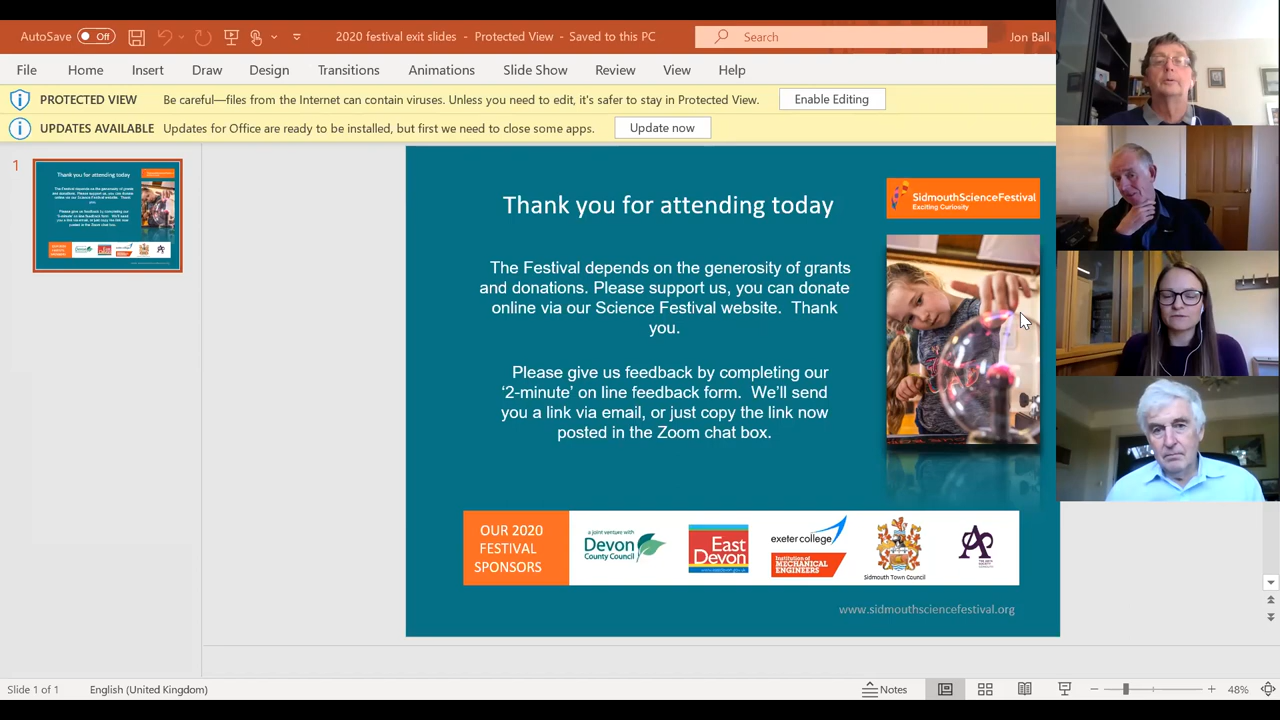 AutoSave Off 2020 festival exit slides - Protected View - Saved to this PC Search Jon Ball
File Home Insert Draw Design Transitions Animations Slide Show Review View Help
PROTECTED VIEW Be careful—files from the Internet can contain viruses. Unless you need to edit, it's safer to stay in Protected View. Enable Editing
UPDATES AVAILABLE Updates for Office are ready to be installed, but first we need to close some apps. Update now
1
Thank you for attending today
SidmouthScienceFestival
Exciting Curiosity
The Festival depends on the generosity of grants
and donations. Please support us, you can donate
online via our Science Festival website. Thank
you.
Please give us feedback by completing our
‘2-minute’ on line feedback form. We’ll send
you a link via email, or just copy the link now
posted in the Zoom chat box.
OUR 2020
FESTIVAL
SPONSORS
a joint venture with
Devon
County Council
East
Devon
exeter college
Institution of
MECHANICAL
ENGINEERS
Sidmouth Town Council
www.sidmouthsciencefestival.org
Slide 1 of 1 English (United Kingdom) Notes 48%